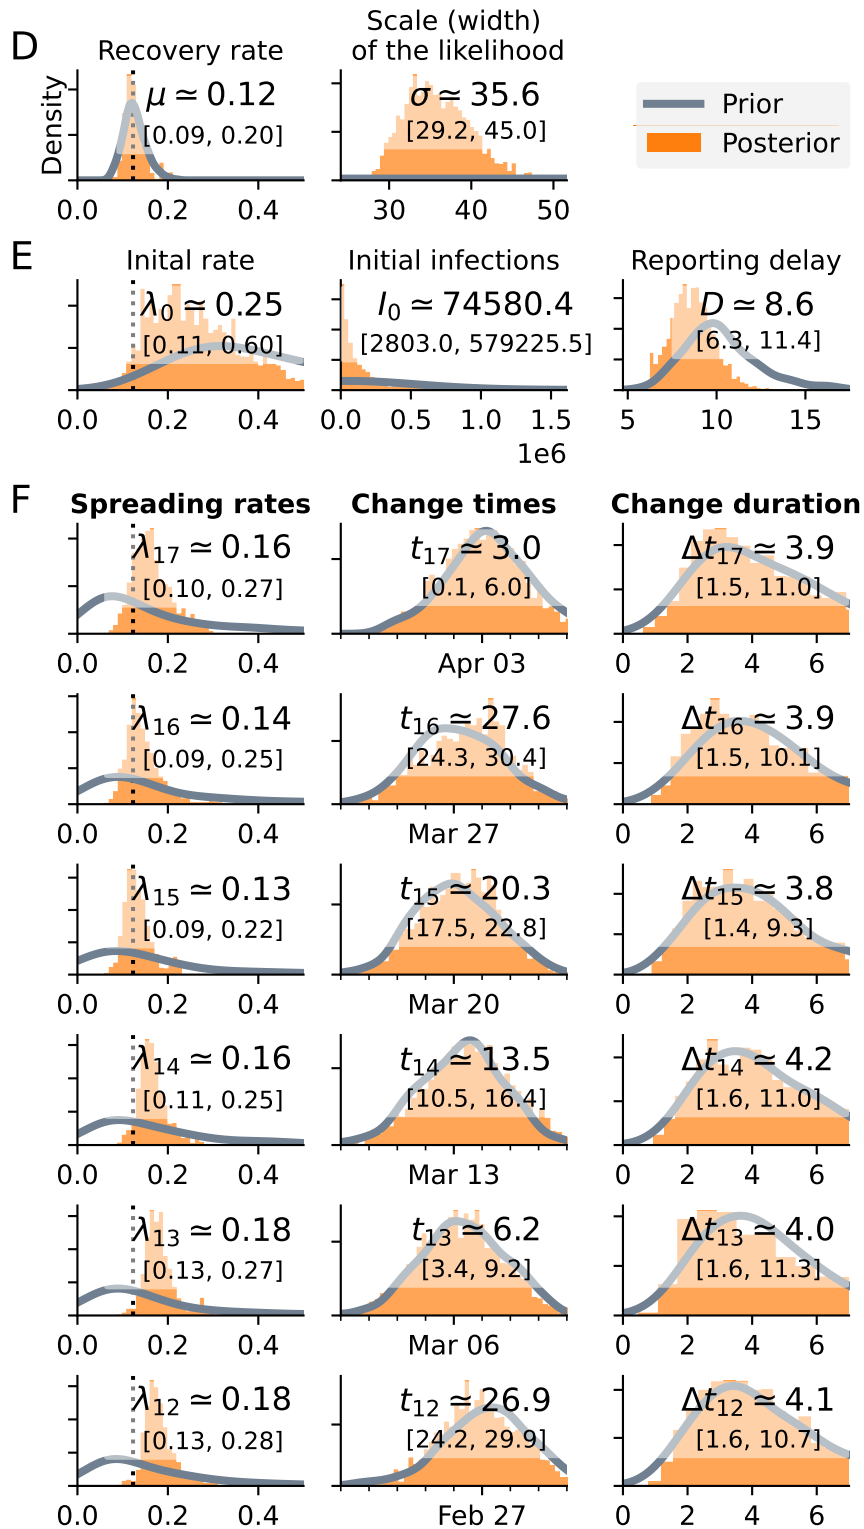 D
Recovery rate
Scale (width)
of the likelihood
Density
μ ≃ 0.12
[0.09, 0.20]
0.0 0.2 0.4
σ ≃ 35.6
[29.2, 45.0]
30 40 50
Prior
Posterior
E
Inital rate
λ0 ≃ 0.25
[0.11, 0.60]
0.0 0.2 0.4
Initial infections
I0 ≃ 74580.4
[2803.0, 579225.5]
0.0 0.5 1.0 1.5
1e6
Reporting delay
D ≃ 8.6
[6.3, 11.4]
5 10 15
F
Spreading rates Change times Change duration
λ17 ≃ 0.16
[0.10, 0.27]
0.0 0.2 0.4
t17 ≃ 3.0
[0.1, 6.0]
Apr 03
Δt17 ≃ 3.9
[1.5, 11.0]
0 2 4 6
λ16 ≃ 0.14
[0.09, 0.25]
0.0 0.2 0.4
t16 ≃ 27.6
[24.3, 30.4]
Mar 27
Δt16 ≃ 3.9
[1.5, 10.1]
0 2 4 6
λ15 ≃ 0.13
[0.09, 0.22]
0.0 0.2 0.4
t15 ≃ 20.3
[17.5, 22.8]
Mar 20
Δt15 ≃ 3.8
[1.4, 9.3]
0 2 4 6
λ14 ≃ 0.16
[0.11, 0.25]
0.0 0.2 0.4
t14 ≃ 13.5
[10.5, 16.4]
Mar 13
Δt14 ≃ 4.2
[1.6, 11.0]
0 2 4 6
λ13 ≃ 0.18
[0.13, 0.27]
0.0 0.2 0.4
t13 ≃ 6.2
[3.4, 9.2]
Mar 06
Δt13 ≃ 4.0
[1.6, 11.3]
0 2 4 6
λ12 ≃ 0.18
[0.13, 0.28]
0.0 0.2 0.4
t12 ≃ 26.9
[24.2, 29.9]
Feb 27
Δt12 ≃ 4.1
[1.6, 10.7]
0 2 4 6